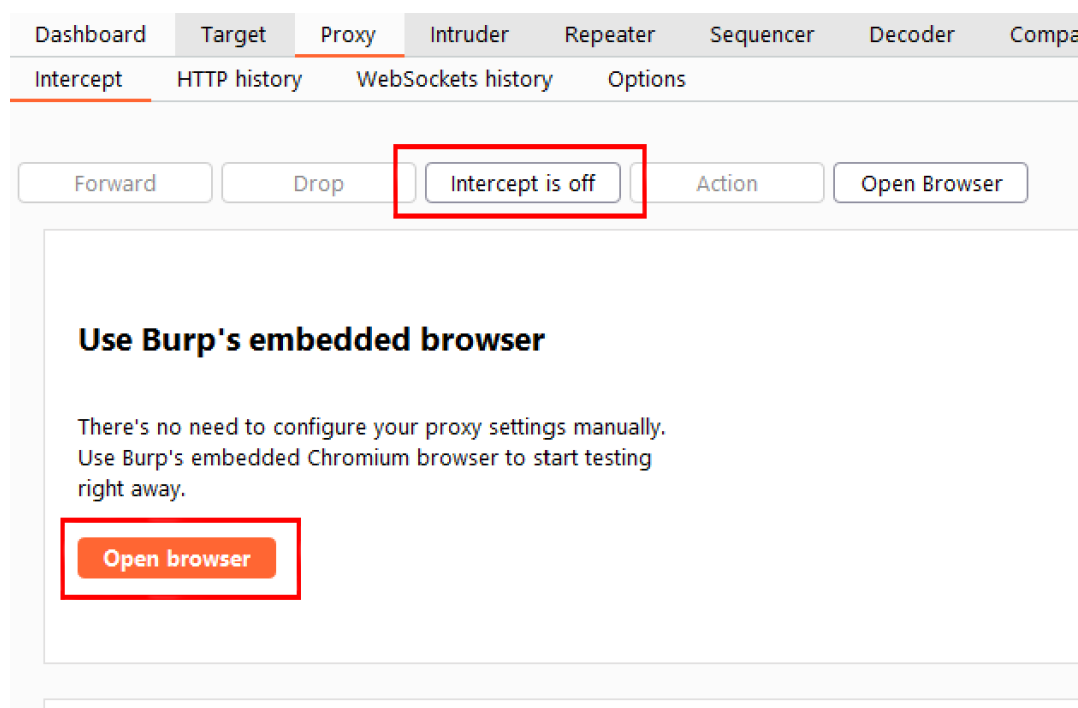 Dashboard Target Proxy Intruder Repeater Sequencer Decoder
Intercept HTTP history WebSockets history Options
Forward Drop Intercept is off Action Open Browser
Use Burp's embedded browser
There's no need to configure your proxy settings manually.
Use Burp's embedded Chromium browser to start testing
right away.
Open browser